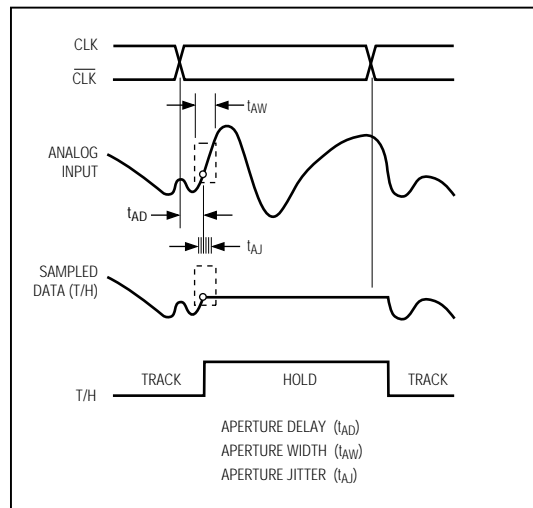 CLK
CLK
tAW
ANALOG
INPUT
tAD
tAJ
SAMPLED
DATA (T/H)
TRACK
HOLD
TRACK
T/H
APERTURE DELAY (tAD)
APERTURE WIDTH (tAW)
APERTURE JITTER (tAJ)